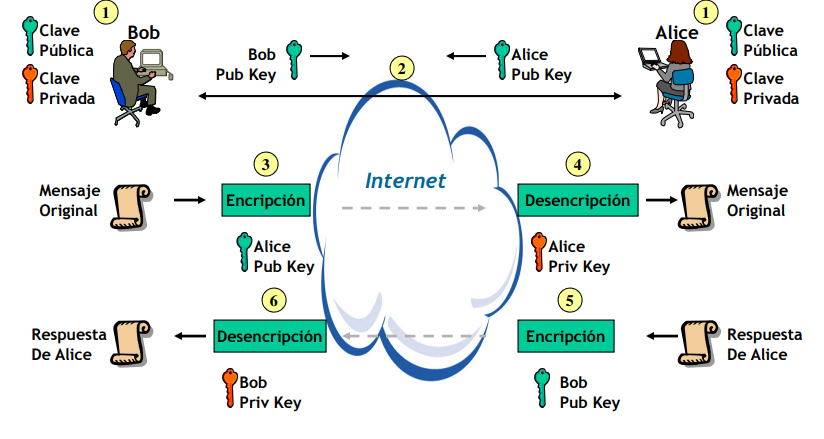 1
Bob
Clave
Pública
Clave
Privada
Bob
Pub Key
2
Alice
Pub Key
1
Alice
Clave
Pública
Clave
Privada
Internet
3
Mensaje
Original
Encripción
Alice
Pub Key
4
Desencripción
Alice
Priv Key
Mensaje
Original
6
Respuesta
De Alice
Desencripción
Bob
Priv Key
5
Encripción
Bob
Pub Key
Respuesta
De Alice